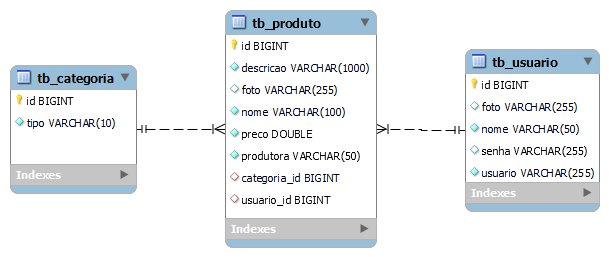 tb_categoria
id BIGINT
tipo VARCHAR(10)
Indexes
tb_produto
id BIGINT
descricao VARCHAR(1000)
foto VARCHAR(255)
nome VARCHAR(100)
preco DOUBLE
produtora VARCHAR(50)
categoria_id BIGINT
usuario_id BIGINT
Indexes
tb_usuario
id BIGINT
foto VARCHAR(255)
nome VARCHAR(50)
senha VARCHAR(255)
usuario VARCHAR(255)
Indexes